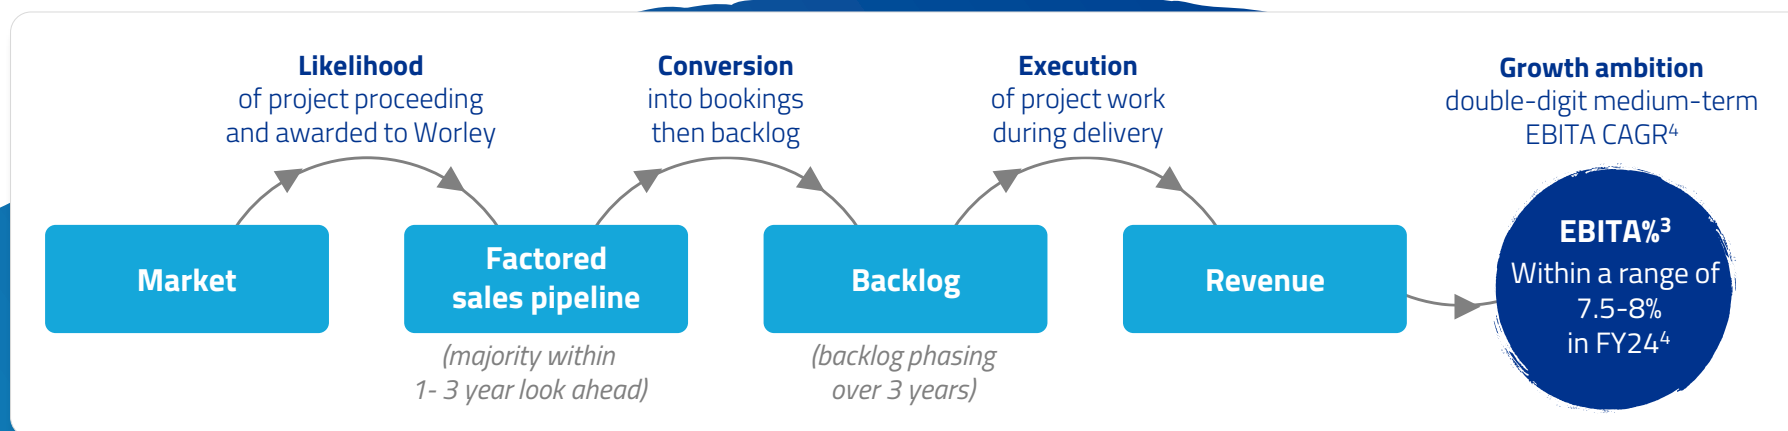 Likelihood
of project proceeding
and awarded to Worley
Conversion
into bookings
then backlog
Execution
of project work
during delivery
Growth ambition
double-digit medium-term
EBITA CAGR⁴
Market
Factored
sales pipeline
Backlog
Revenue
EBITA%³
Within a range of
7.5-8%
in FY24⁴
(majority within
1- 3 year look ahead)
(backlog phasing
over 3 years)